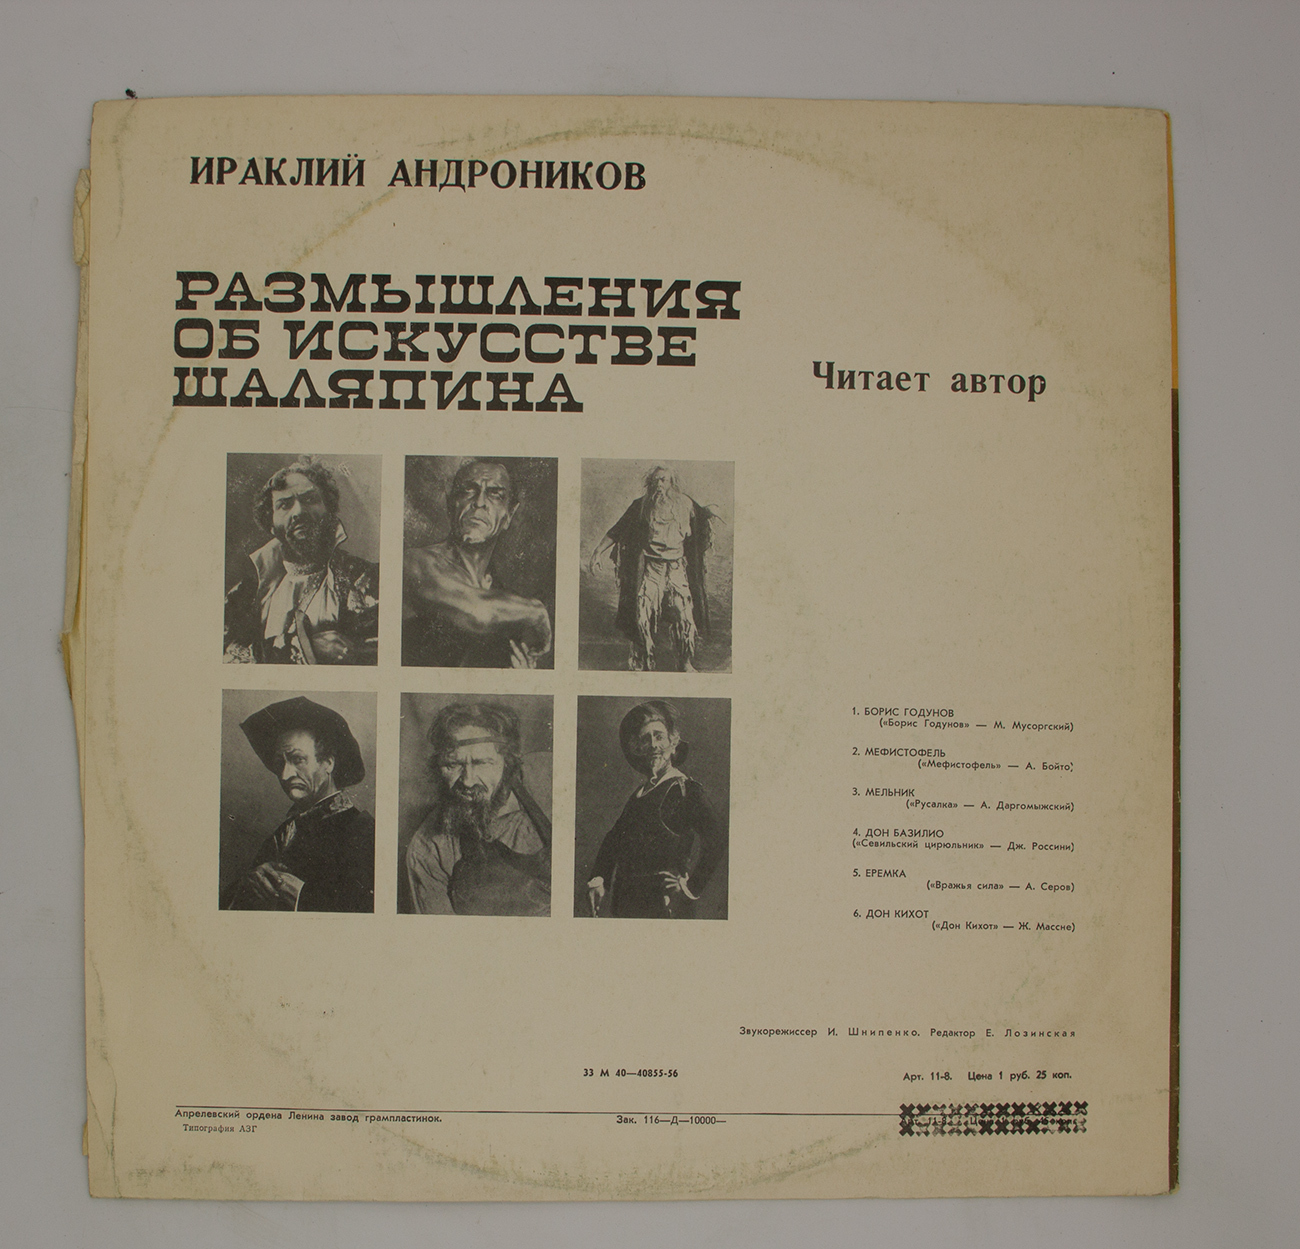 ИРАКЛИЙ АНДРОНИКОВ
РАЗМЫШЛЕНИЯ
ОБ ИСКУССТВЕ
ШАЛЯПИНА
Читает автор
1. БОРИС ГОДУНОВ
(«Борис Годунов» — М. Мусоргский)
2. МЕФИСТОФЕЛЬ
(«Мефистофель» — А. Бойто)
3. МЕЛЬНИК
(«Русалка» — А. Даргомыжский)
4. ДОН БАЗИЛИО
(«Севильский цирюльник» — Дж. Россини)
5. ЕРЕМКА
(«Вражья сила» — А. Серов)
6. ДОН КИХОТ
(«Дон Кихот» — Ж. Массне)
Звукорежиссер И. Шнипенко. Редактор Е. Лозинская
33 М 40—40855-56
Арт. 11-8. Цена 1 руб. 25 коп.
Апрелевский ордена Ленина завод грампластинок.
Зак. 116—Д—10000—
Типография АЗГ